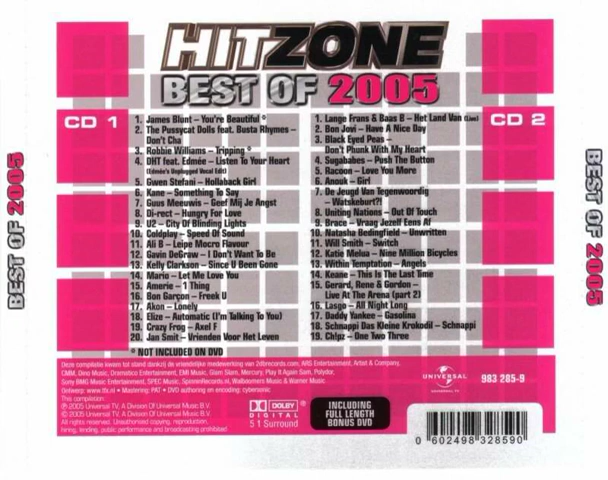 HITZONE
BEST OF 2005
CD 1
1. James Blunt – You're Beautiful *
2. The Pussycat Dolls feat. Busta Rhymes –
Don't Cha
3. Robbie Williams – Tripping *
4. DHT feat. Edmée – Listen To Your Heart
(Edmée's Unplugged Vocal Edit)
5. Gwen Stefani – Hollaback Girl
6. Kane – Something To Say
7. Guus Meeuwis – Geef Mij Je Angst
8. Di-rect – Hungry For Love
9. U2 – City Of Blinding Lights
10. Coldplay – Speed Of Sound
11. Ali B – Leipe Mocro Flavour
12. Gavin DeGraw – I Don't Want To Be
13. Kelly Clarkson – Since U Been Gone
14. Mario – Let Me Love You
15. Amerie – 1 Thing
16. Bon Garçon – Freek U
17. Akon – Lonely
18. Elize – Automatic (I'm Talking To You)
19. Crazy Frog – Axel F
20. Jan Smit – Vrienden Voor Het Leven
* NOT INCLUDED ON DVD
CD 2
1. Lange Frans & Baas B – Het Land Van (Live)
2. Bon Jovi – Have A Nice Day
3. Black Eyed Peas –
Don't Phunk With My Heart
4. Sugababes – Push The Button
5. Racoon – Love You More
6. Anouk – Girl
7. De Jeugd Van Tegenwoordig
– Watskeburt?!
8. Uniting Nations – Out Of Touch
9. Brace – Vraag Jezelf Eens Af
10. Natasha Bedingfield – Unwritten
11. Will Smith – Switch
12. Katie Melua – Nine Million Bicycles
13. Within Temptation – Angels
14. Keane – This Is The Last Time
15. Gerard, Rene & Gordon –
Live At The Arena (part 2)
16. Lasgo – All Night Long
17. Daddy Yankee – Gasolina
18. Schnappi Das Kleine Krokodil – Schnappi
19. Ch!pz – One Two Three
BEST OF 2005
BEST OF 2005
Deze compilatie kwam tot stand dankzij de vriendelijke medewerking van 2rdbrecords.com, ARS Entertainment, Artist & Company,
CMM, Dino Music, Dramatico Entertainment, EMI Music, Glam Slam, Mercury, Play It Again Sam, Polydor,
Sony BMG Music Entertainment, SPEC Music, SpinninRecords.nl, Walboomers Music & Warner Music.
Ontwerp: www.tts.nl • Mastering: PAT • DVD authoring en encoding: cybersonic
This compilation:
℗ 2005 Universal TV, A Division Of Universal Music B.V.
© 2005 Universal TV, A Division Of Universal Music B.V.
All rights reserved. Unauthorized copying, reproduction,
hiring, lending, public performance and broadcasting prohibited.
DOLBY
DIGITAL
5 1 Surround
INCLUDING
FULL LENGTH
BONUS DVD
UNIVERSAL
983 285-9
0 602498 328590